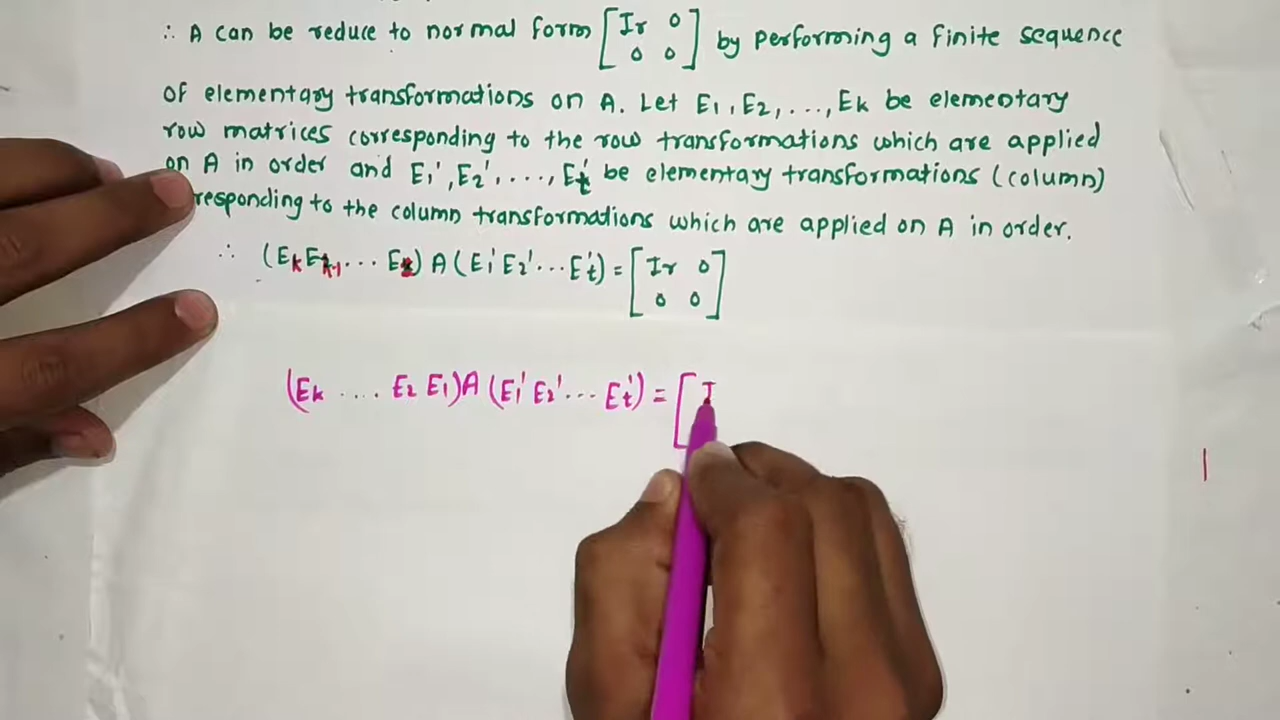 ∴ A can be reduce to normal form [Ir 0
0 0] by performing a finite sequence
of elementary transformations on A. Let E1, E2, ..., Ek be elementary
row matrices corresponding to the row transformations which are applied
on A in order and E1', E2', ...., Et' be elementary transformations (column)
responding to the column transformations which are applied on A in order.
∴ (Ek Ek-1 ... E) A (E1' E2' ... Et') = [Ir 0
0 0]
(Ek .... E2 E1) A (E1' E2' ... Et') = [I